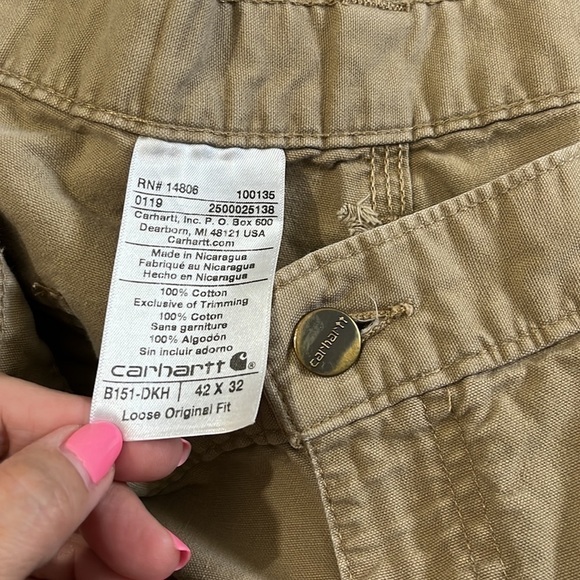 RN# 14806 100135
0119 2500025138
Carhartt, Inc. P. O. Box 600
Dearborn, MI 48121 USA
Carhartt.com
Made in Nicaragua
Fabriqué au Nicaragua
Hecho en Nicaragua
100% Cotton
Exclusive of Trimming
100% Coton
Sans garniture
100% Algodón
Sin incluir adorno
carhartt
B151-DKH 42 X 32
Loose Original Fit
carhartt